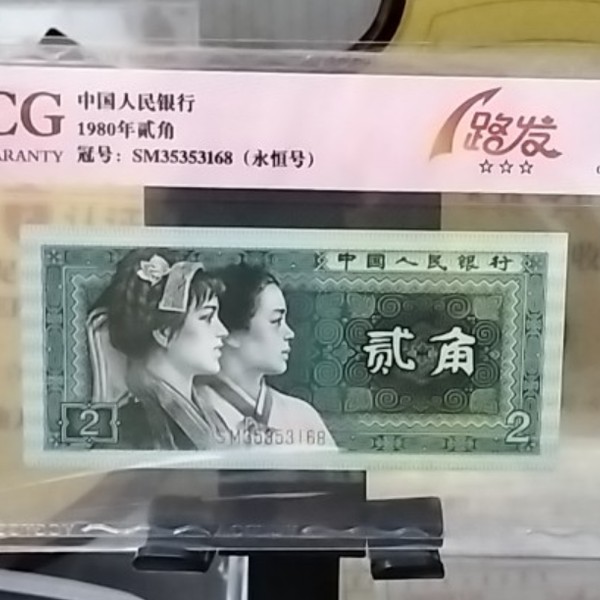 CG
ARANTY
中国人民银行
1980年贰角
冠号：SM35353168（永恒号）
1路发
☆☆☆
中国人民银行
贰角
2
2
SM35353168